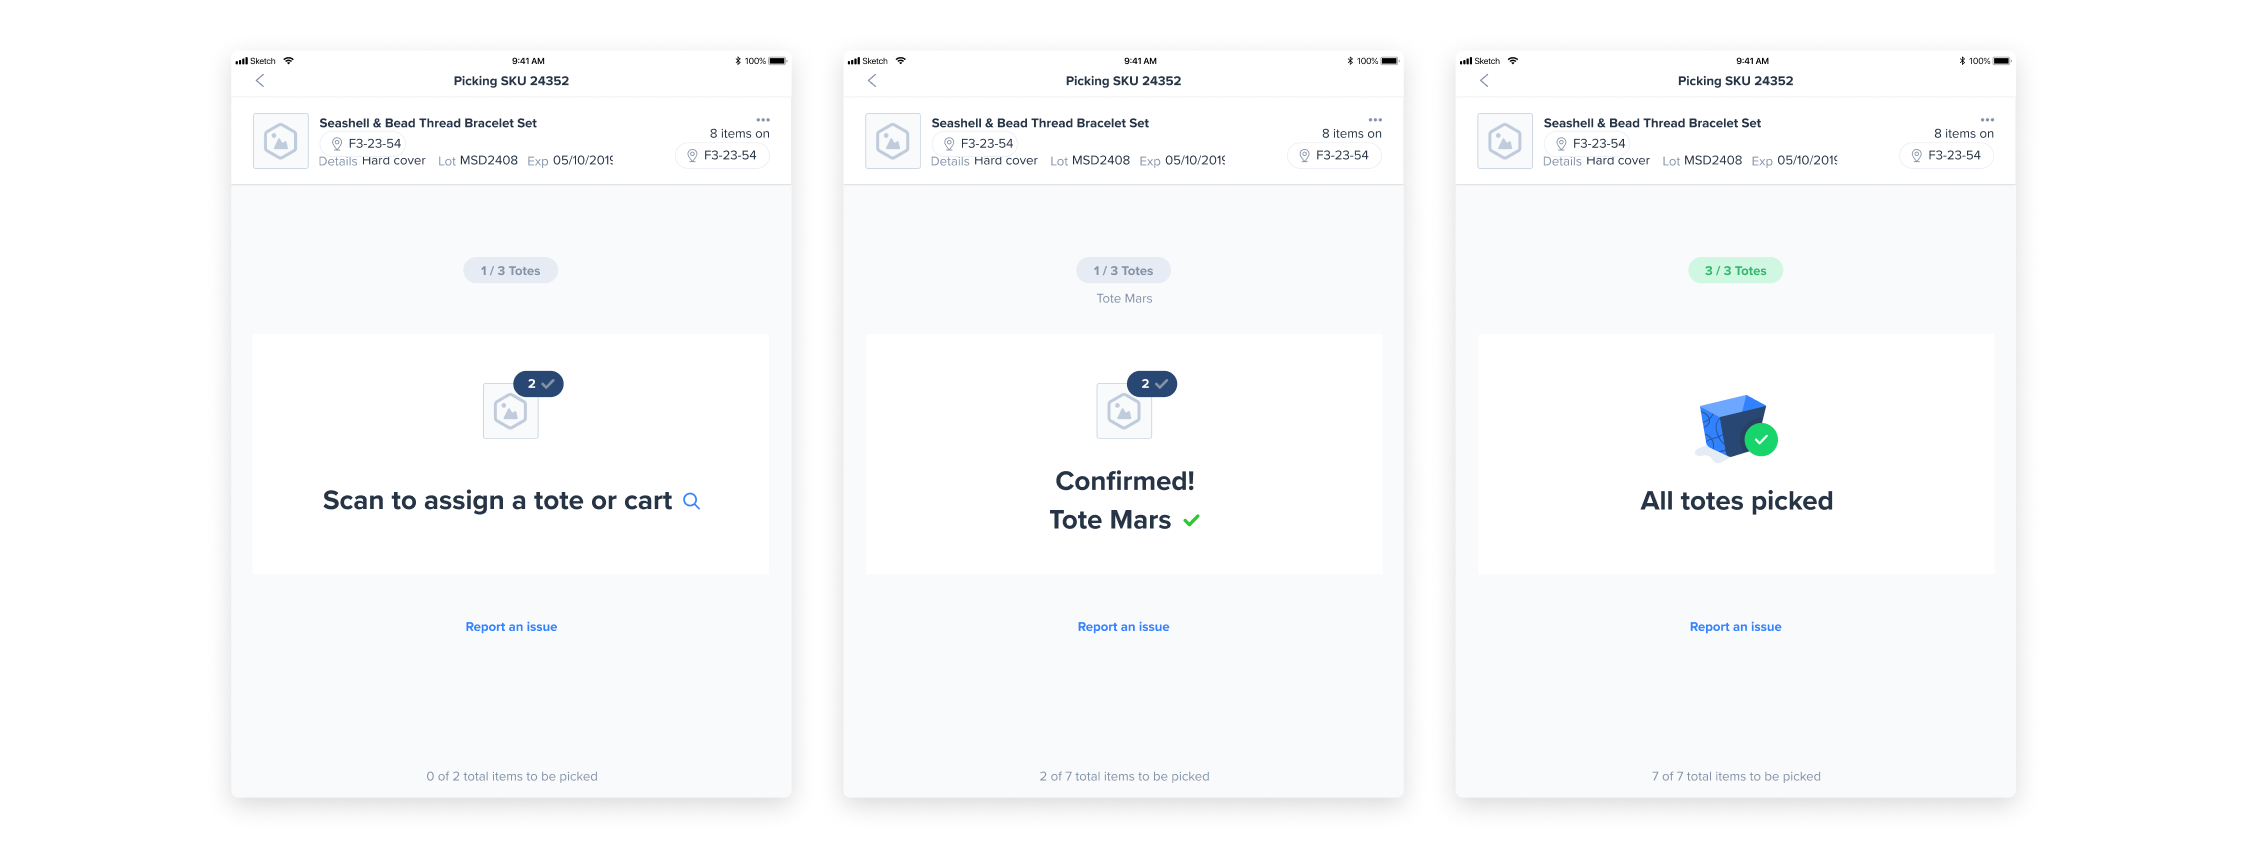 Sketch 9:41 AM 100%
Picking SKU 24352
Seashell & Bead Thread Bracelet Set
8 items on
F3-23-54
F3-23-54
Details Hard cover Lot MSD2408 Exp 05/10/2019
1 / 3 Totes
2
Scan to assign a tote or cart
Report an issue
0 of 2 total items to be picked
Sketch 9:41 AM 100%
Picking SKU 24352
Seashell & Bead Thread Bracelet Set
8 items on
F3-23-54
F3-23-54
Details Hard cover Lot MSD2408 Exp 05/10/2019
1 / 3 Totes
Tote Mars
2
Confirmed!
Tote Mars
Report an issue
2 of 7 total items to be picked
Sketch 9:41 AM 100%
Picking SKU 24352
Seashell & Bead Thread Bracelet Set
8 items on
F3-23-54
F3-23-54
Details Hard cover Lot MSD2408 Exp 05/10/2019
3 / 3 Totes
All totes picked
Report an issue
7 of 7 total items to be picked